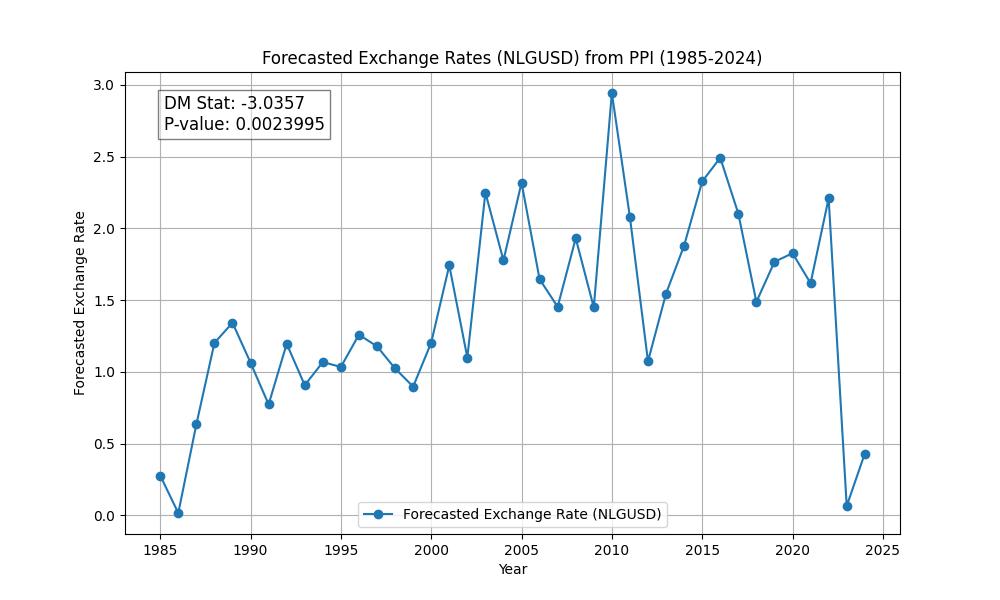 Forecasted Exchange Rates (NLGUSD) from PPI (1985-2024)
DM Stat: -3.0357
P-value: 0.0023995
Forecasted Exchange Rate
3.0
2.5
2.0
1.5
1.0
0.5
0.0
Forecasted Exchange Rate (NLGUSD)
1985 1990 1995 2000 2005 2010 2015 2020 2025
Year